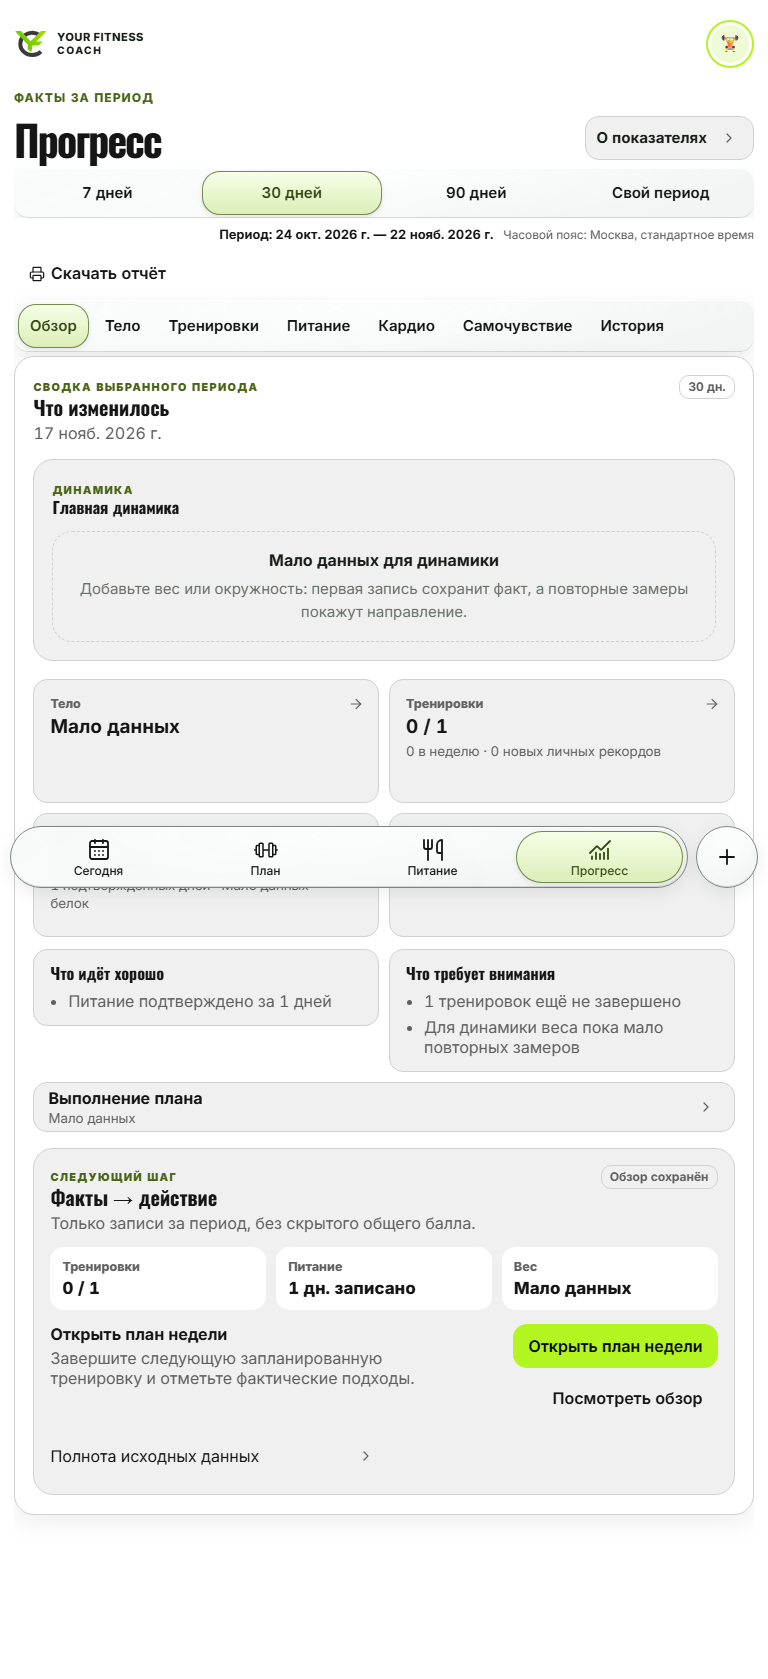 YOUR FITNESS
COACH
ФАКТЫ ЗА ПЕРИОД
Прогресс
О показателях
7 дней
30 дней
90 дней
Свой период
Период: 24 окт. 2026 г. — 22 нояб. 2026 г. Часовой пояс: Москва, стандартное время
Скачать отчёт
Обзор
Тело
Тренировки
Питание
Кардио
Самочувствие
История
СВОДКА ВЫБРАННОГО ПЕРИОДА
30 дн.
Что изменилось
17 нояб. 2026 г.
ДИНАМИКА
Главная динамика
Мало данных для динамики
Добавьте вес или окружность: первая запись сохранит факт, а повторные замеры
покажут направление.
Тело
Мало данных
Тренировки
0 / 1
0 в неделю · 0 новых личных рекордов
Сегодня
План
Питание
Прогресс
1 подтверждённых дней · Мало данных
белок
Что идёт хорошо
• Питание подтверждено за 1 дней
Что требует внимания
• 1 тренировок ещё не завершено
• Для динамики веса пока мало
повторных замеров
Выполнение плана
Мало данных
СЛЕДУЮЩИЙ ШАГ
Обзор сохранён
Факты → действие
Только записи за период, без скрытого общего балла.
Тренировки
0 / 1
Питание
1 дн. записано
Вес
Мало данных
Открыть план недели
Завершите следующую запланированную
тренировку и отметьте фактические подходы.
Открыть план недели
Посмотреть обзор
Полнота исходных данных